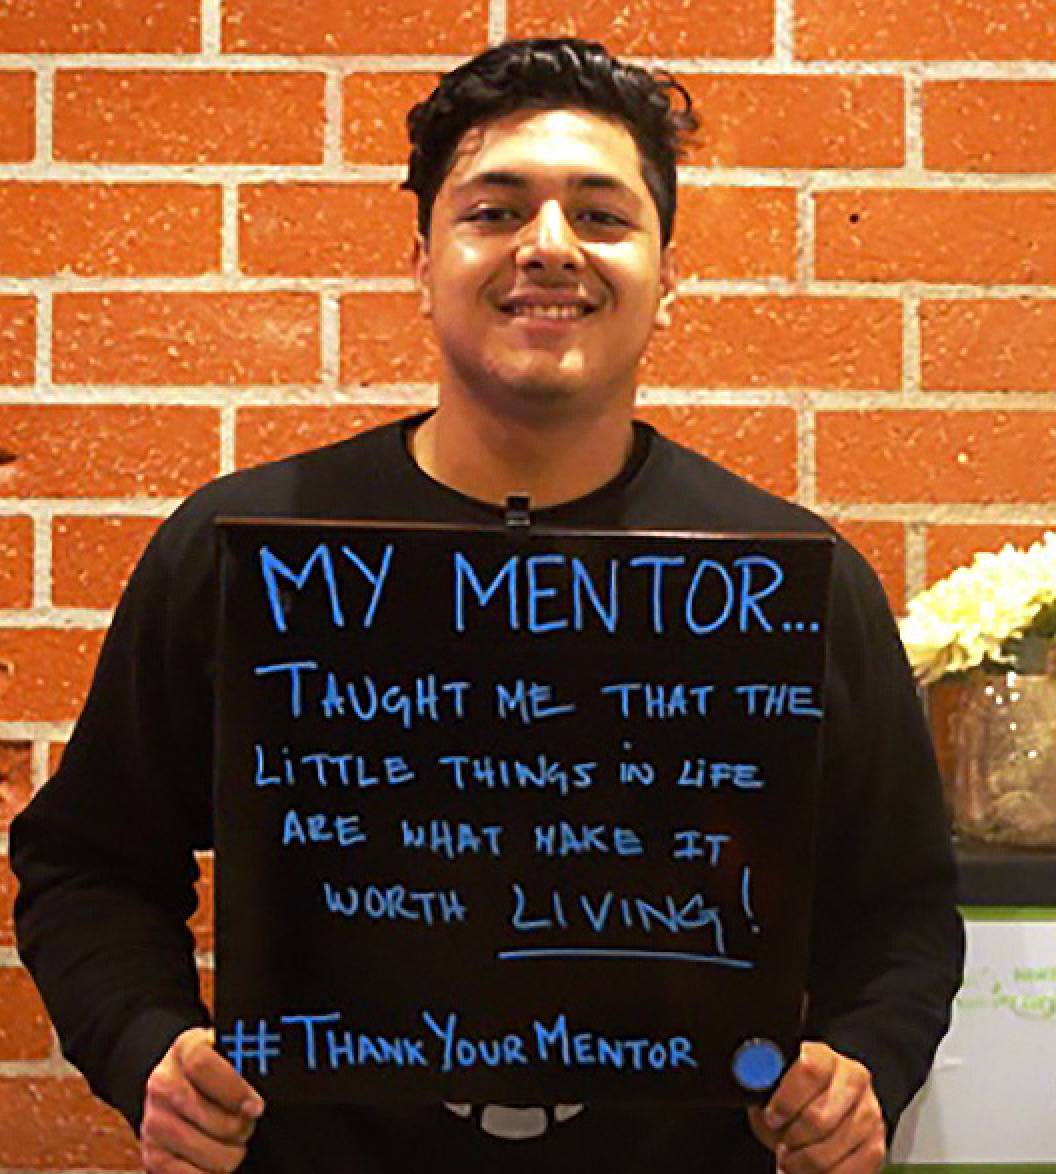 MY MENTOR...
TAUGHT ME THAT THE
LiTTLE THINGS iN LiFE
ARE WHAT MAKE IT
WORTH LIVING!
#THANKYOURMENTOR